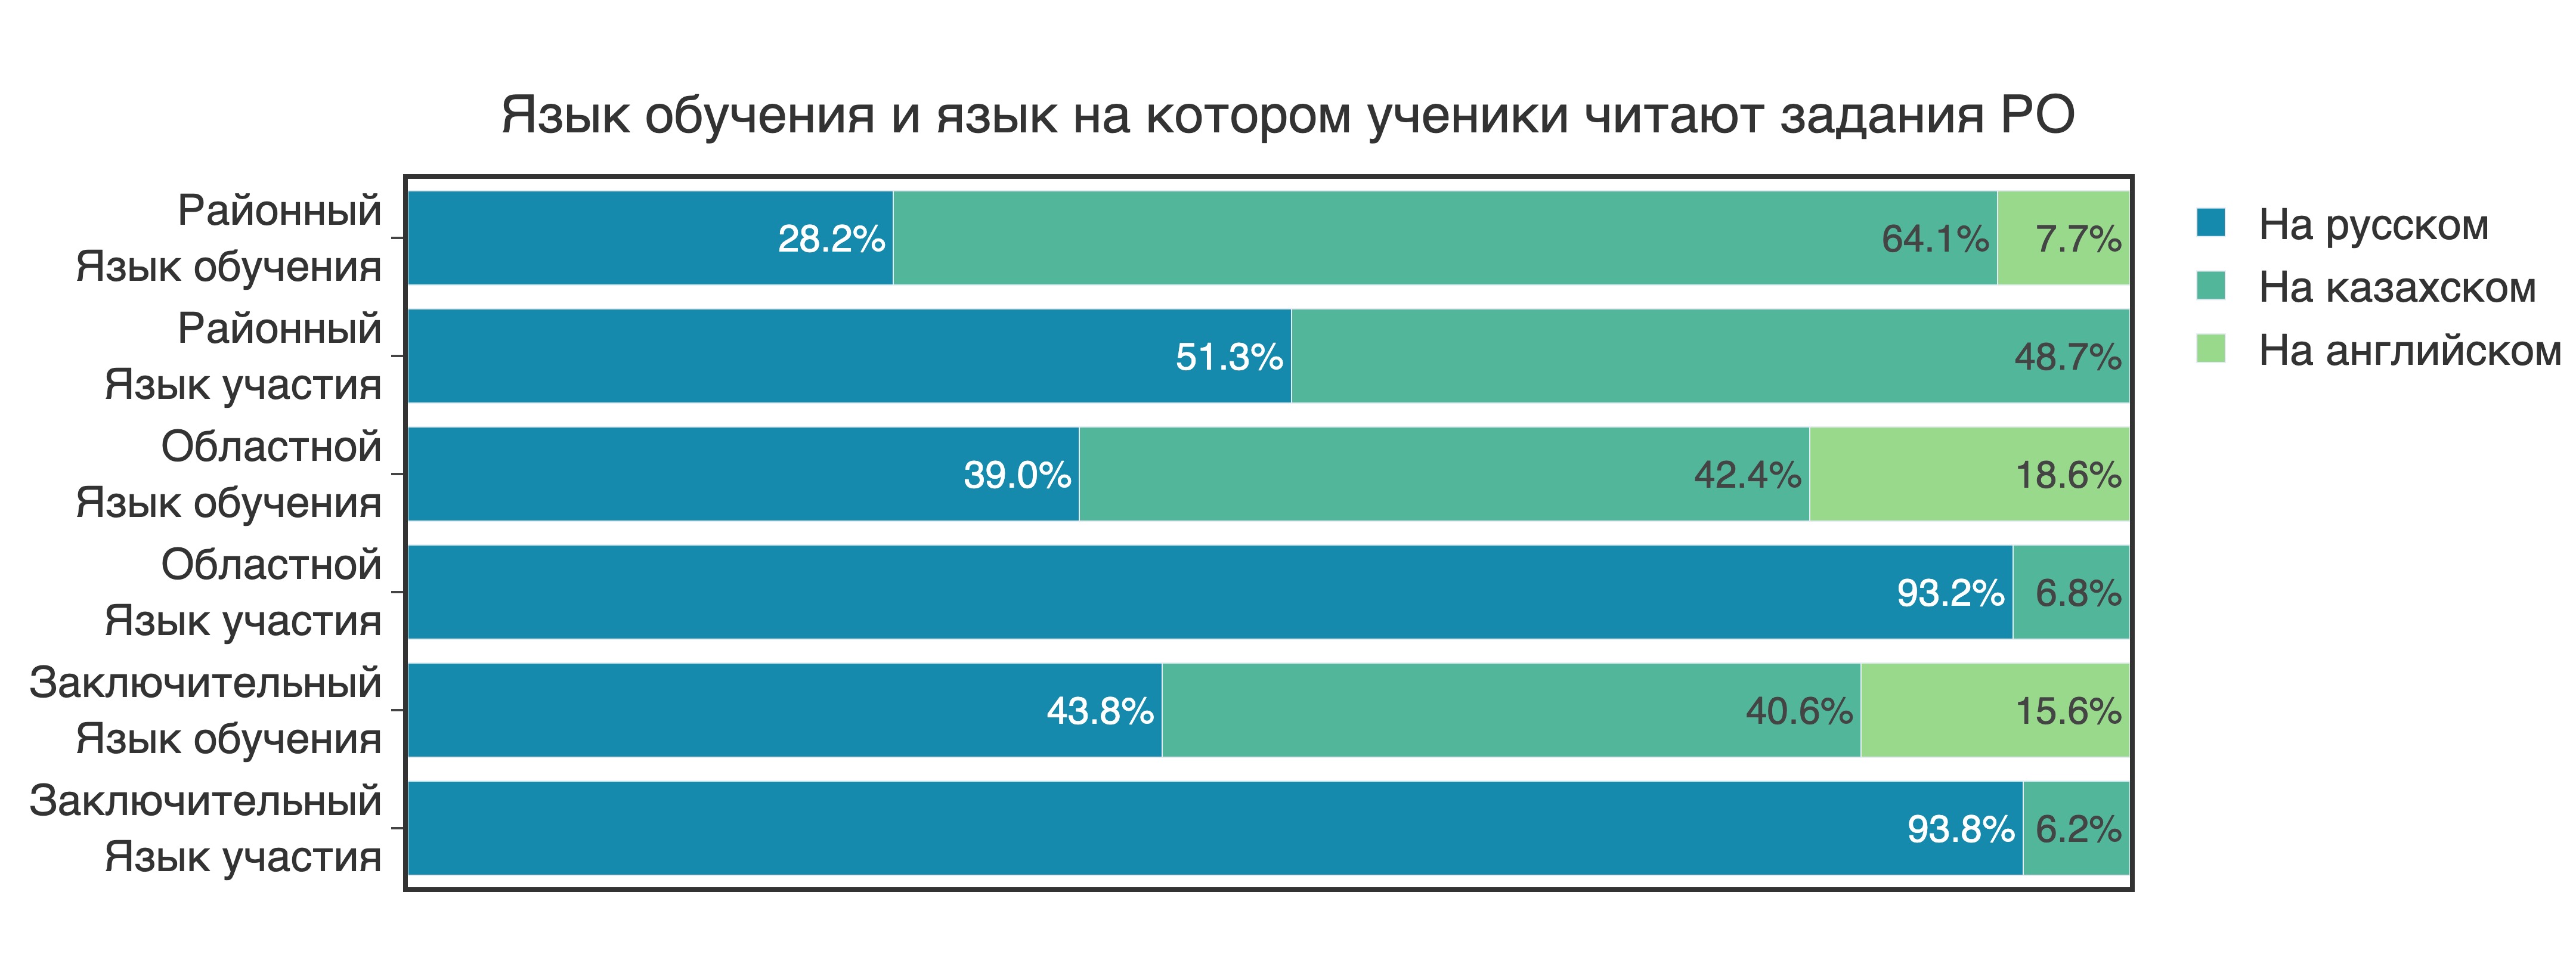 Язык обучения и язык на котором ученики читают задания РО
Районный
Язык обучения
28.2%
64.1%
7.7%
Районный
Язык участия
51.3%
48.7%
Областной
Язык обучения
39.0%
42.4%
18.6%
Областной
Язык участия
93.2%
6.8%
Заключительный
Язык обучения
43.8%
40.6%
15.6%
Заключительный
Язык участия
93.8%
6.2%
На русском
На казахском
На английском